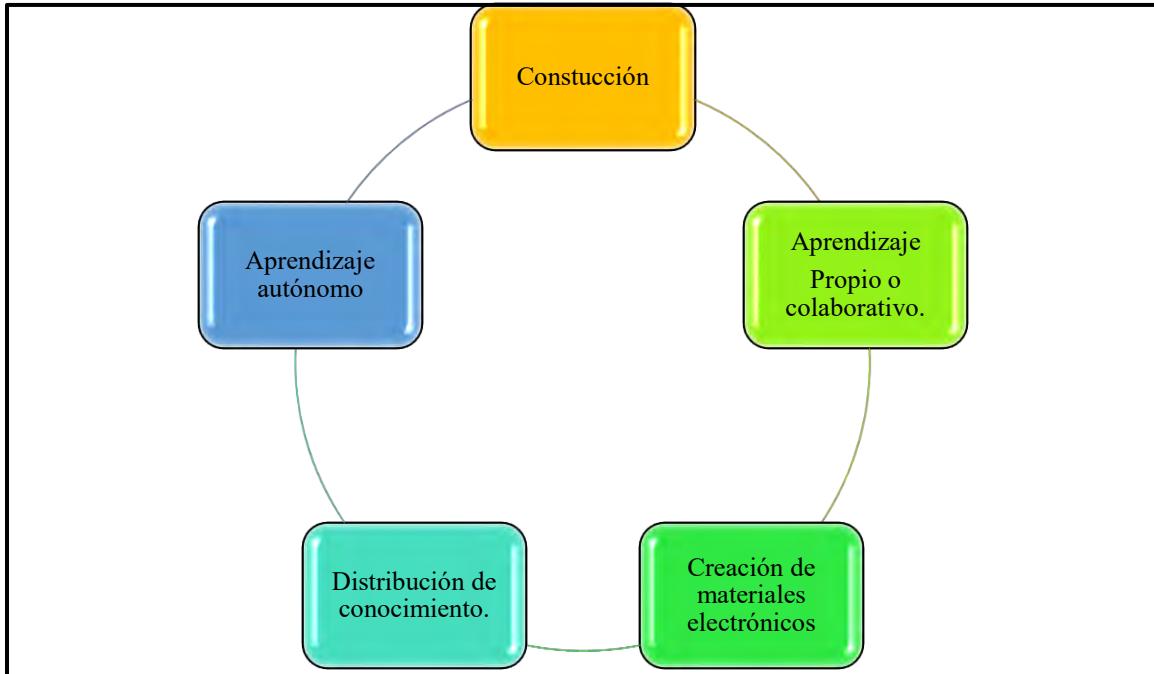 Constucción
Aprendizaje
Propio o
colaborativo.
Creación de
materiales
electrónicos
Distribución de
conocimiento.
Aprendizaje
autónomo